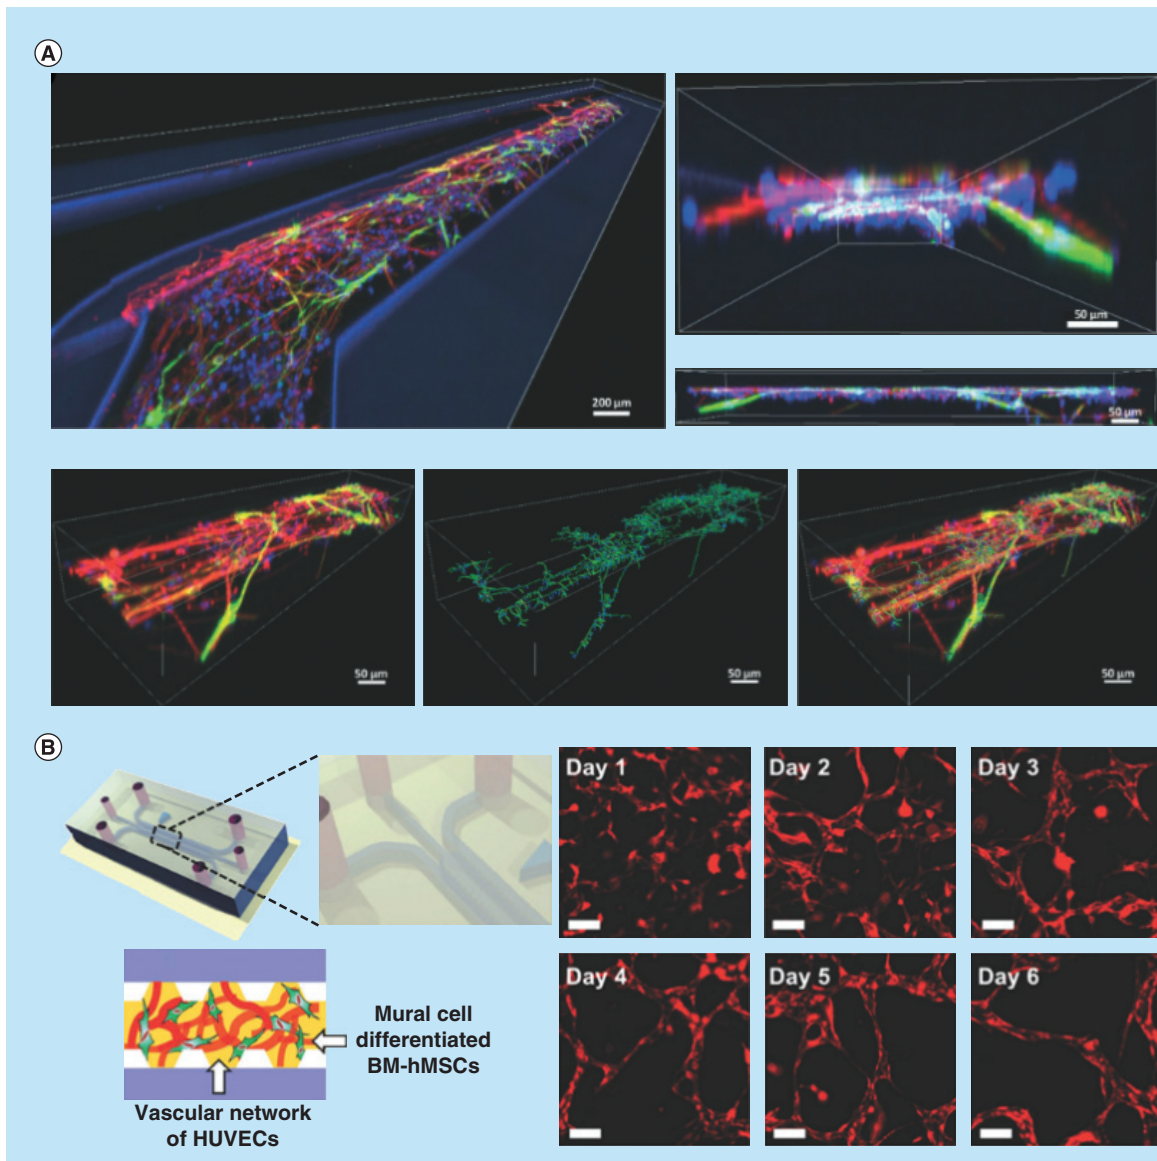 A
200 µm
50 µm
50 µm
50 µm
50 µm
50 µm
B
Day 1
Day 2
Day 3
Day 4
Day 5
Day 6
Mural cell
differentiated
BM-hMSCs
Vascular network
of HUVECs